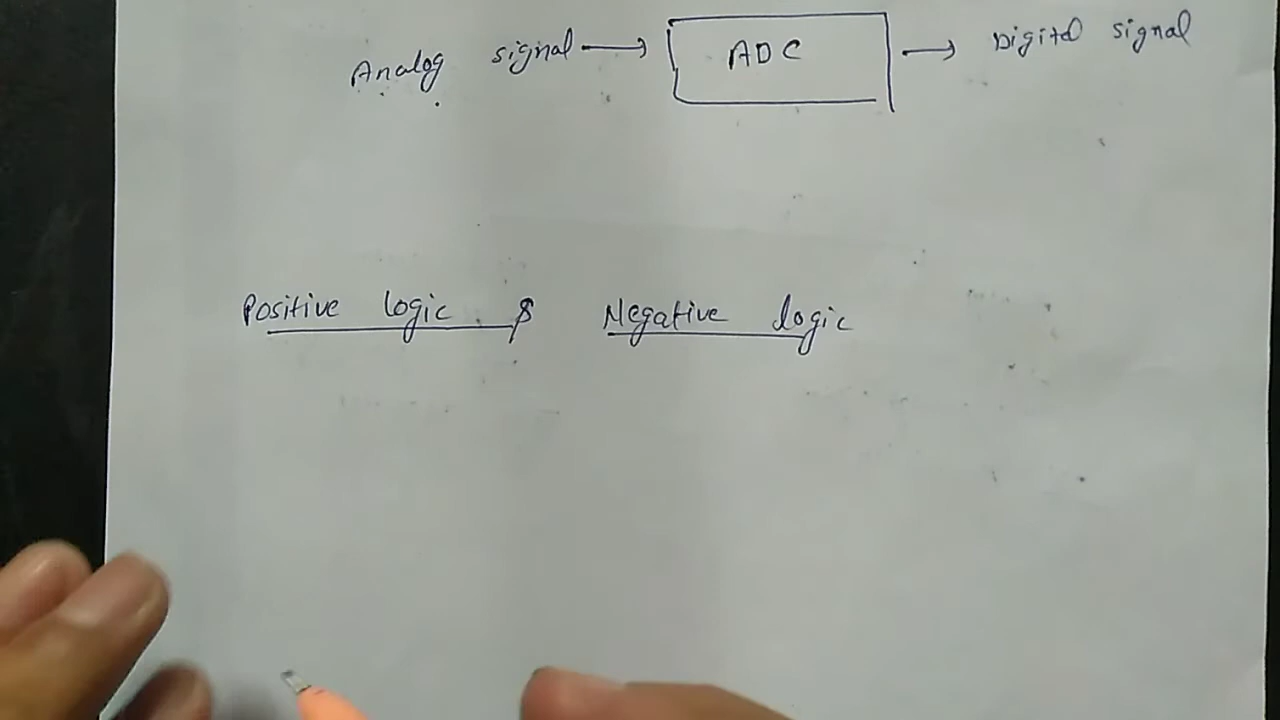 Analog signal → ADC → Digital signal
Positive logic & Negative logic